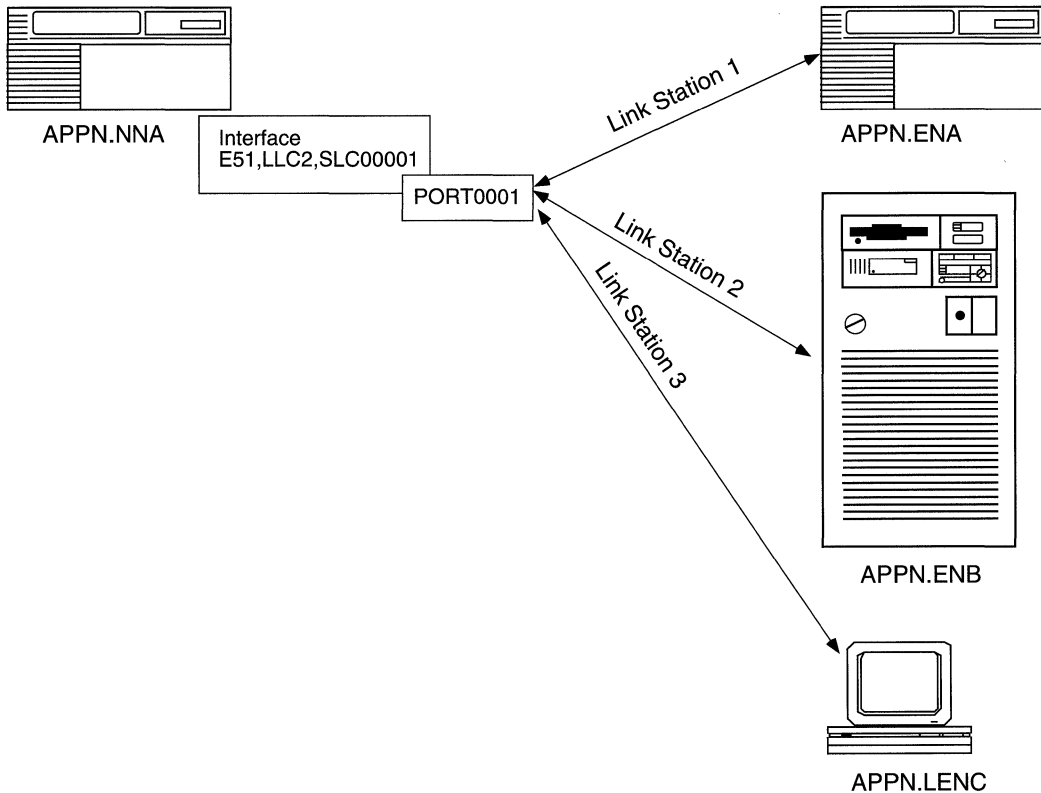 APPN.NNA
Interface
E51,LLC2,SLC00001
PORT0001
Link Station 1
Link Station 2
Link Station 3
APPN.ENA
APPN.ENB
APPN.LENC